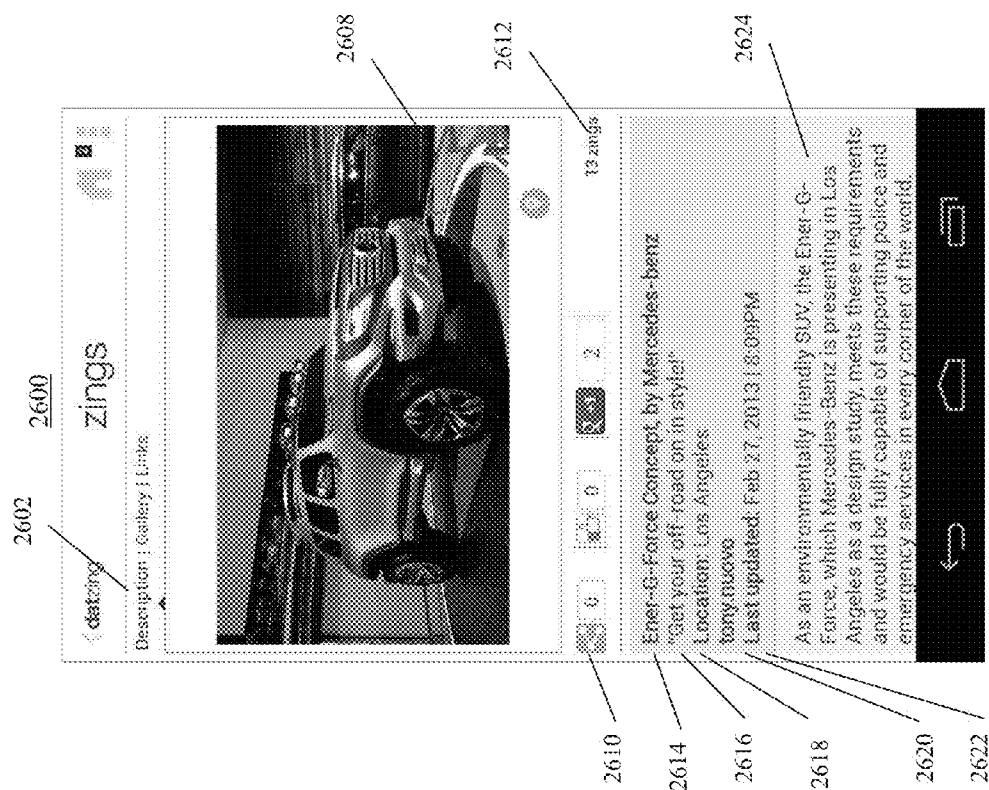 2600
2602
datzing
zings
Description | Gallery | Links
2608
2610
0
0
+1
2
13 zings
2612
2614
Ener-G-Force Concept, by Mercedes-benz
2616
"Get your off road on in style!"
2618
Location: Los Angeles
2620
tony.nuovo
2622
Last updated: Feb 27, 2013 | 8:09PM
2624
As an environmentally friendly SUV, the Ener-G-
Force, which Mercedes-Benz is presenting in Los
Angeles as a design study, meets these requirements
and would be fully capable of supporting police and
emergency services in every corner of the world.